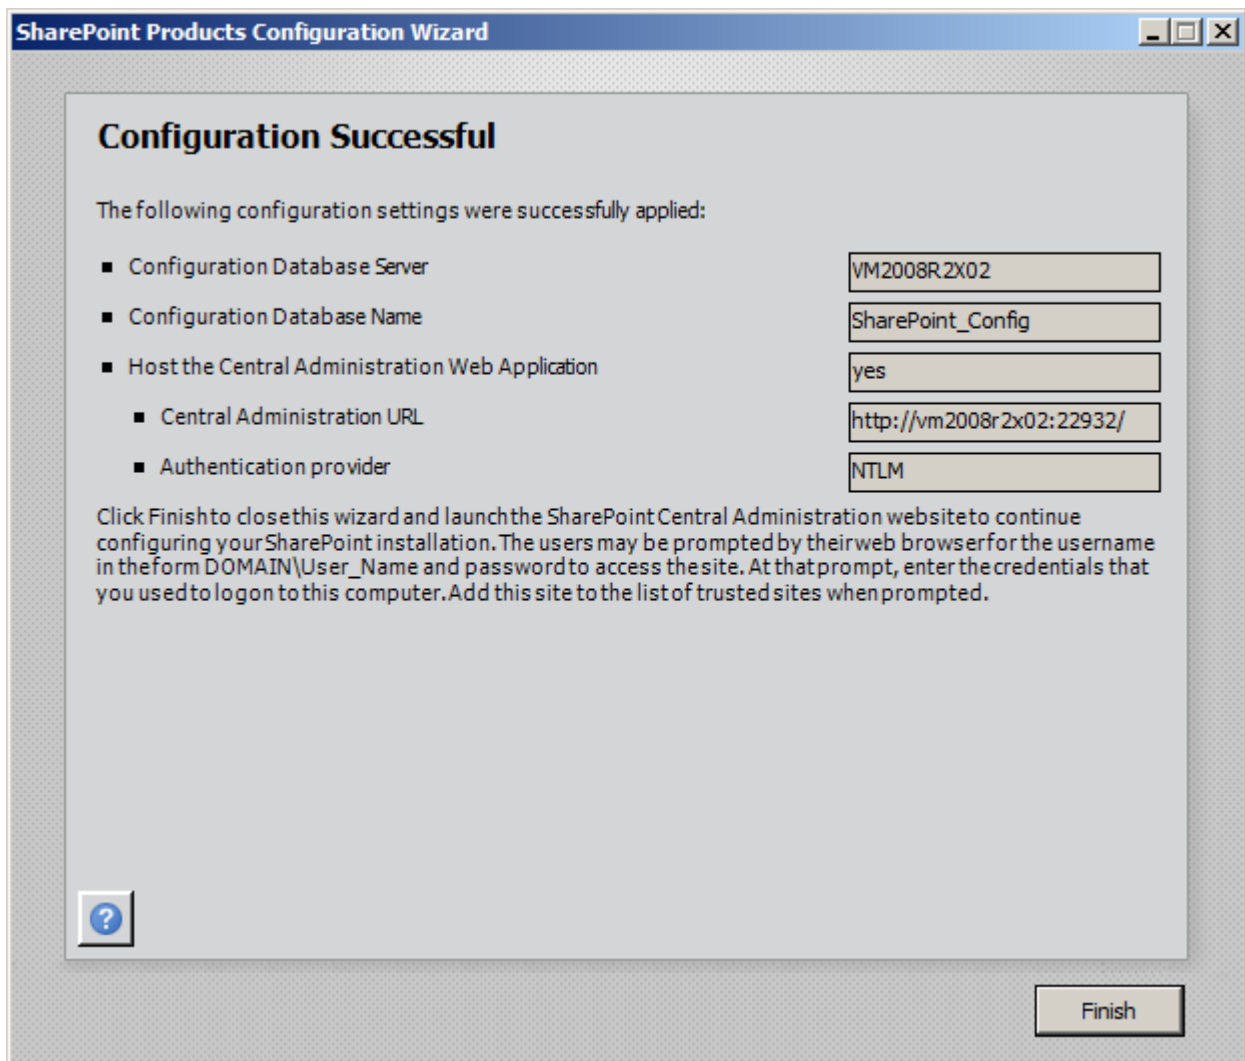 SharePoint Products Configuration Wizard
Configuration Successful
The following configuration settings were successfully applied:
Configuration Database Server VM2008R2X02
Configuration Database Name SharePoint_Config
Host the Central Administration Web Application yes
Central Administration URL http://vm2008r2x02:22932/
Authentication provider NTLM
Click Finish to close this wizard and launch the SharePoint Central Administration website to continue
configuring your SharePoint installation. The users may be prompted by their web browser for the username
in the form DOMAIN\User_Name and password to access the site. At that prompt, enter the credentials that
you used to logon to this computer. Add this site to the list of trusted sites when prompted.
?
Finish